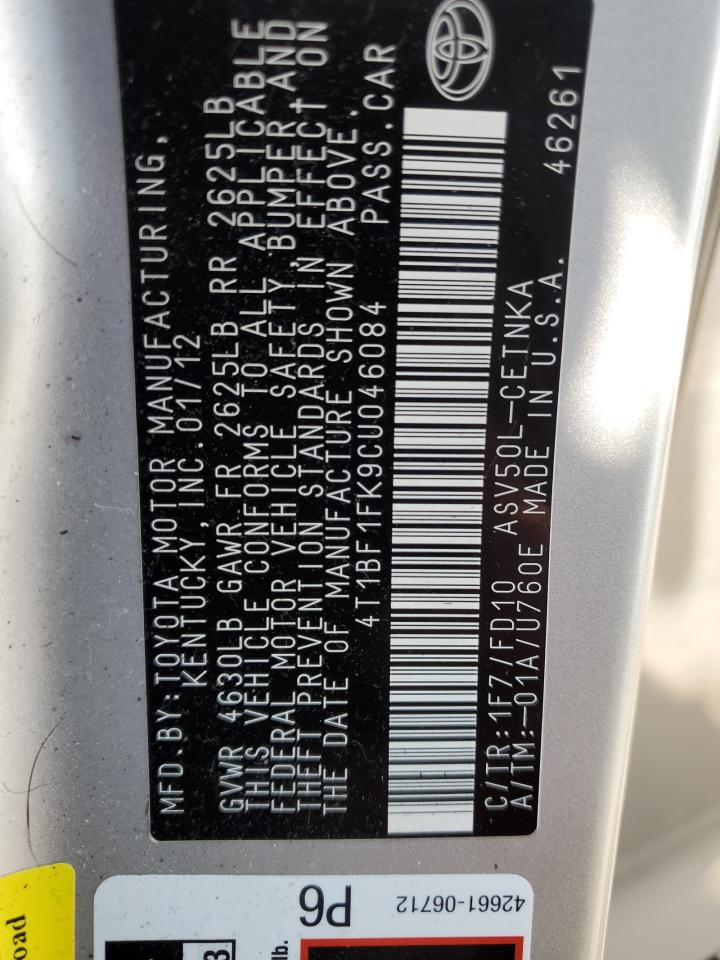 MFD.BY:TOYOTA MOTOR MANUFACTURING,
KENTUCKY,INC.01/12
GVWR 4630LB GAWR FR 2625LB RR 2625LB
THIS VEHICLE CONFORMS TO ALL APPLICABLE
FEDERAL MOTOR VEHICLE SAFETY,BUMPER,AND
THEFT PREVENTION STANDARDS IN EFFECT ON
THE DATE OF MANUFACTURE SHOWN ABOVE.
4T1BF1FK9CU046084 PASS.CAR
C/TR:1F7/FD10 ASV50L-CETNKA
A/TM:-01A/U760E MADE IN U.S.A. 46261
P6
42661-06712
oad
lb.
3